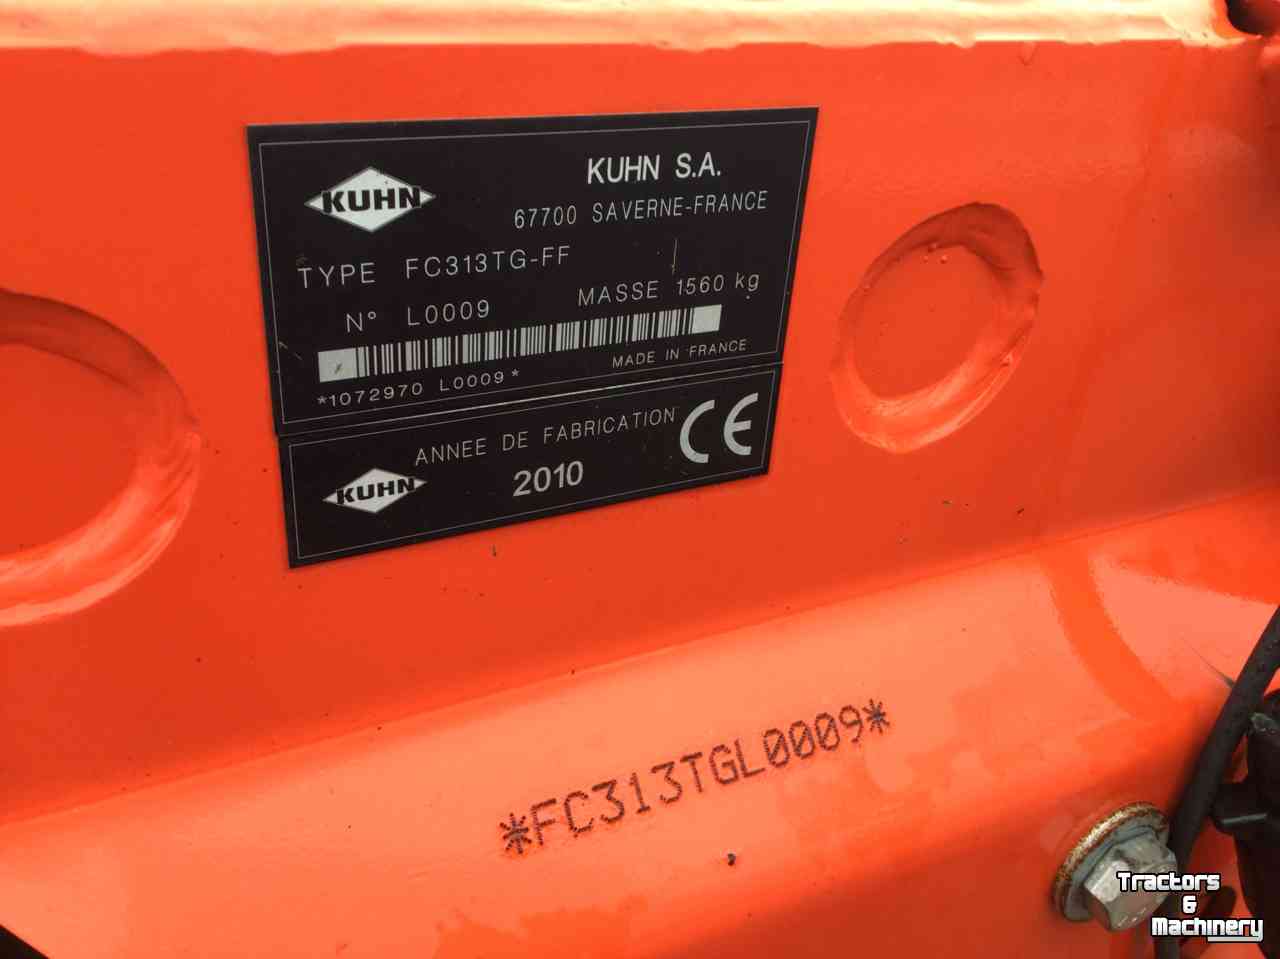 KUHN
KUHN S.A.
67700 SAVERNE-FRANCE
TYPE FC313TG-FF
N° L0009
MASSE 1560 kg
*1072970 L0009*
MADE IN FRANCE
KUHN
ANNEE DE FABRICATION
2010
CE
*FC313TGL0009*
Tractors
&
Machinery